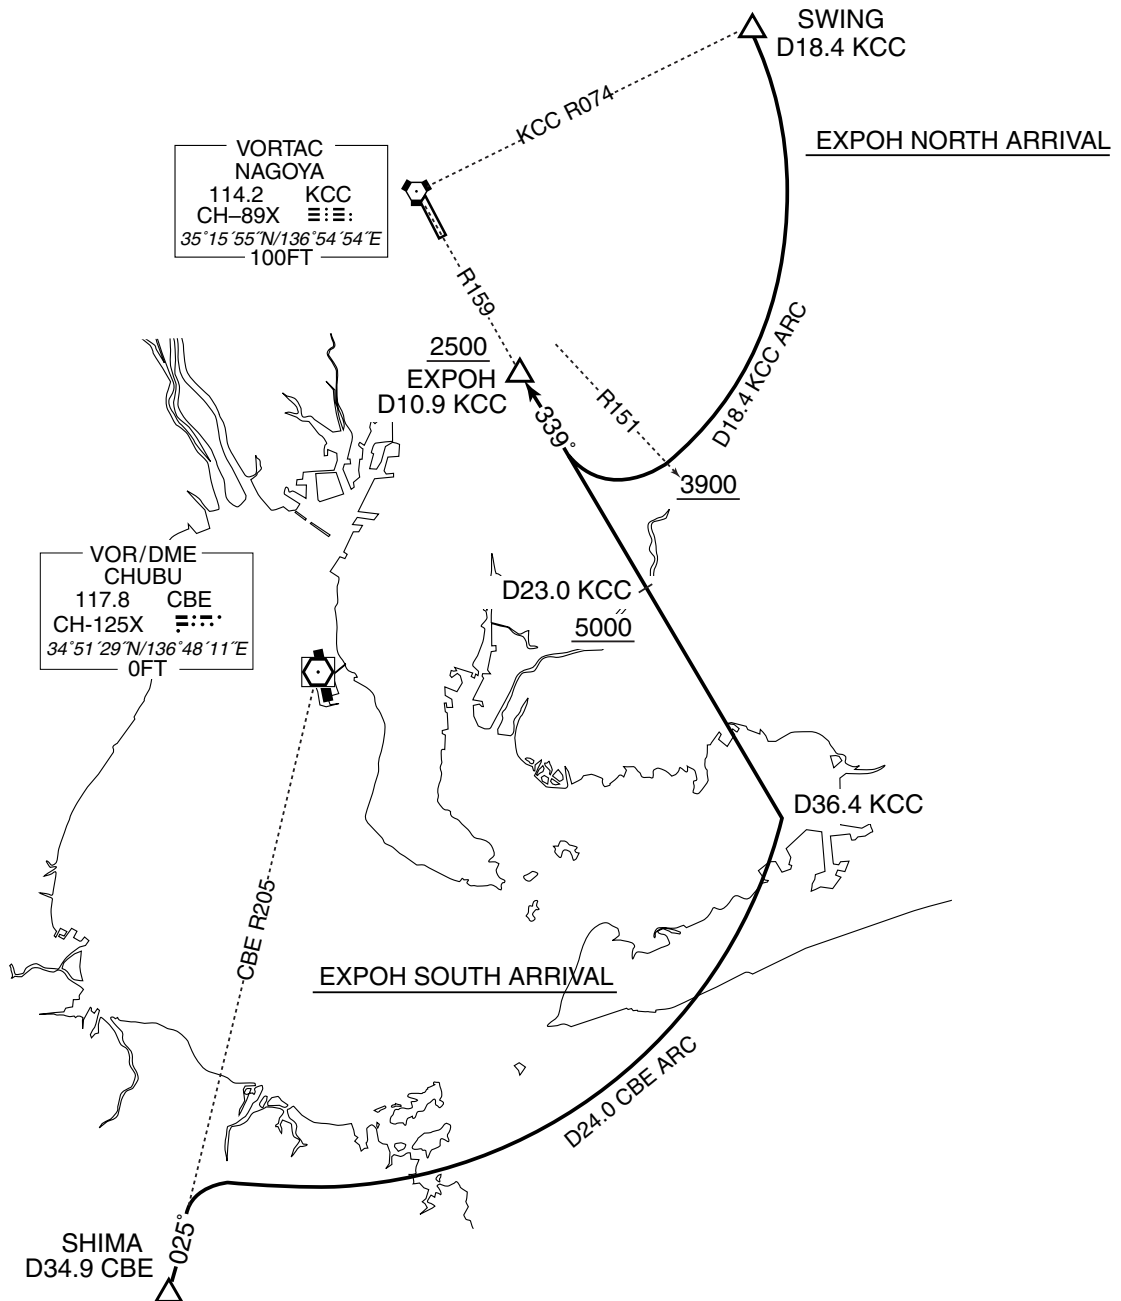 SWING
D18.4 KCC
KCC R074
EXPOH NORTH ARRIVAL
VORTAC
NAGOYA
114.2 KCC
CH–89X
35°15´55˝N/136°54´54˝E
100FT
R159
2500
EXPOH
D10.9 KCC
339°
R151
D18.4 KCC ARC
3900
VOR/DME
CHUBU
117.8 CBE
CH-125X
34°51´29˝N/136°48´11˝E
0FT
D23.0 KCC
5000
D36.4 KCC
CBE R205
EXPOH SOUTH ARRIVAL
D24.0 CBE ARC
025°
SHIMA
D34.9 CBE